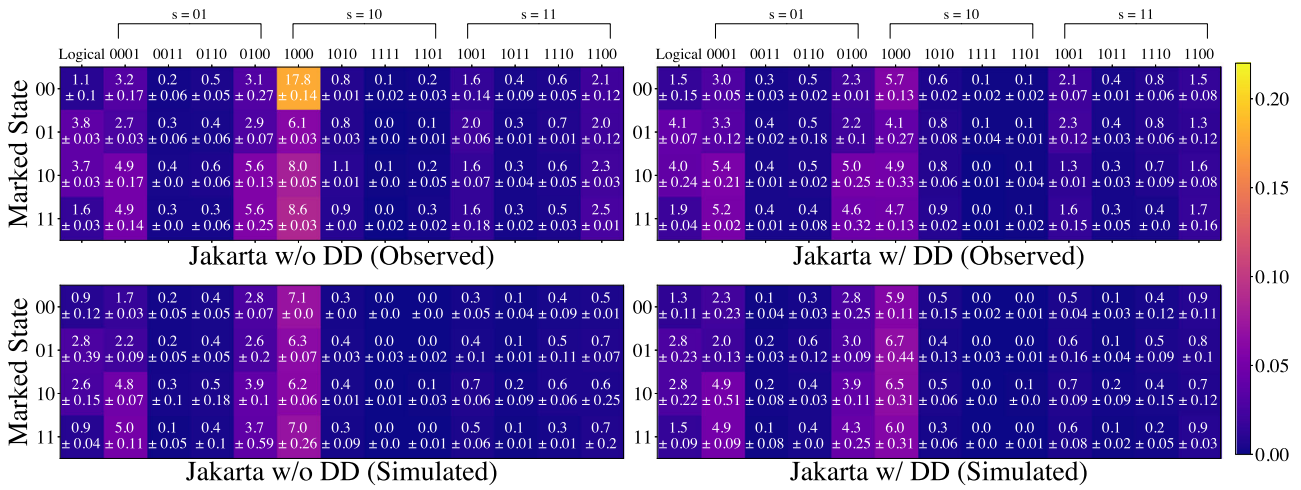 s = 01 s = 10 s = 11 s = 01 s = 10 s = 11
Logical 0001 0011 0110 0100 1000 1010 1111 1101 1001 1011 1110 1100 Logical 0001 0011 0110 0100 1000 1010 1111 1101 1001 1011 1110 1100
Marked State
00
1.1 3.2 0.2 0.5 3.1 17.8 0.8 0.1 0.2 1.6 0.4 0.6 2.1
± 0.1 ± 0.17 ± 0.06 ± 0.05 ± 0.27 ± 0.14 ± 0.01 ± 0.02 ± 0.03 ± 0.14 ± 0.09 ± 0.05 ± 0.12
01
3.8 2.7 0.3 0.4 2.9 6.1 0.8 0.0 0.1 2.0 0.3 0.7 2.0
± 0.03 ± 0.03 ± 0.06 ± 0.06 ± 0.07 ± 0.03 ± 0.03 ± 0.0 ± 0.01 ± 0.06 ± 0.01 ± 0.01 ± 0.12
10
3.7 4.9 0.4 0.6 5.6 8.0 1.1 0.1 0.2 1.6 0.3 0.6 2.3
± 0.03 ± 0.17 ± 0.0 ± 0.06 ± 0.13 ± 0.05 ± 0.01 ± 0.0 ± 0.02 ± 0.07 ± 0.04 ± 0.05 ± 0.03
11
1.6 4.9 0.3 0.3 5.6 8.6 0.9 0.0 0.3 1.6 0.3 0.5 2.5
± 0.03 ± 0.14 ± 0.0 ± 0.06 ± 0.25 ± 0.03 ± 0.0 ± 0.02 ± 0.02 ± 0.18 ± 0.02 ± 0.03 ± 0.01
Jakarta w/o DD (Observed)
00
1.5 3.0 0.3 0.5 2.3 5.7 0.6 0.1 0.1 2.1 0.4 0.8 1.5
± 0.15 ± 0.05 ± 0.03 ± 0.02 ± 0.01 ± 0.13 ± 0.02 ± 0.02 ± 0.02 ± 0.07 ± 0.01 ± 0.06 ± 0.08
01
4.1 3.3 0.4 0.5 2.2 4.1 0.8 0.1 0.1 2.3 0.4 0.8 1.3
± 0.07 ± 0.12 ± 0.02 ± 0.18 ± 0.1 ± 0.27 ± 0.08 ± 0.04 ± 0.01 ± 0.12 ± 0.03 ± 0.06 ± 0.12
10
4.0 5.4 0.4 0.5 5.0 4.9 0.8 0.0 0.1 1.3 0.3 0.7 1.6
± 0.24 ± 0.21 ± 0.01 ± 0.02 ± 0.25 ± 0.33 ± 0.06 ± 0.01 ± 0.04 ± 0.01 ± 0.03 ± 0.09 ± 0.08
11
1.9 5.2 0.4 0.4 4.6 4.7 0.9 0.1 0.1 1.6 0.3 0.4 1.7
± 0.04 ± 0.02 ± 0.01 ± 0.08 ± 0.32 ± 0.13 ± 0.02 ± 0.01 ± 0.02 ± 0.15 ± 0.05 ± 0.0 ± 0.16
Jakarta w/ DD (Observed)
Marked State
00
0.9 1.7 0.2 0.4 2.8 7.1 0.3 0.0 0.0 0.3 0.1 0.4 0.5
± 0.12 ± 0.03 ± 0.05 ± 0.02 ± 0.07 ± 0.0 ± 0.03 ± 0.0 ± 0.0 ± 0.05 ± 0.04 ± 0.09 ± 0.01
01
2.8 2.2 0.2 0.4 2.6 6.3 0.4 0.0 0.0 0.4 0.1 0.5 0.7
± 0.39 ± 0.09 ± 0.05 ± 0.05 ± 0.2 ± 0.07 ± 0.03 ± 0.03 ± 0.02 ± 0.1 ± 0.01 ± 0.11 ± 0.07
10
2.6 4.8 0.3 0.5 3.9 6.2 0.4 0.0 0.1 0.7 0.2 0.6 0.6
± 0.15 ± 0.07 ± 0.1 ± 0.18 ± 0.1 ± 0.06 ± 0.01 ± 0.01 ± 0.03 ± 0.06 ± 0.09 ± 0.06 ± 0.25
11
0.9 5.0 0.1 0.4 3.7 7.0 0.3 0.0 0.0 0.5 0.1 0.3 0.7
± 0.04 ± 0.11 ± 0.05 ± 0.1 ± 0.59 ± 0.26 ± 0.09 ± 0.0 ± 0.01 ± 0.06 ± 0.01 ± 0.01 ± 0.2
Jakarta w/o DD (Simulated)
00
1.3 2.3 0.1 0.3 2.8 5.9 0.5 0.0 0.0 0.5 0.1 0.4 0.9
± 0.11 ± 0.23 ± 0.04 ± 0.03 ± 0.25 ± 0.11 ± 0.15 ± 0.02 ± 0.01 ± 0.04 ± 0.03 ± 0.12 ± 0.11
01
2.8 2.0 0.2 0.6 3.0 6.7 0.4 0.0 0.0 0.6 0.1 0.5 0.8
± 0.23 ± 0.13 ± 0.03 ± 0.12 ± 0.09 ± 0.44 ± 0.13 ± 0.03 ± 0.01 ± 0.16 ± 0.04 ± 0.09 ± 0.1
10
2.8 4.9 0.2 0.4 3.9 6.5 0.5 0.0 0.1 0.7 0.2 0.4 0.7
± 0.22 ± 0.51 ± 0.08 ± 0.03 ± 0.11 ± 0.31 ± 0.06 ± 0.0 ± 0.0 ± 0.09 ± 0.09 ± 0.15 ± 0.12
11
1.5 4.9 0.1 0.4 4.3 6.0 0.3 0.0 0.0 0.6 0.1 0.2 0.9
± 0.09 ± 0.09 ± 0.08 ± 0.0 ± 0.25 ± 0.31 ± 0.06 ± 0.0 ± 0.01 ± 0.08 ± 0.02 ± 0.05 ± 0.03
Jakarta w/ DD (Simulated)
0.20
0.15
0.10
0.05
0.00